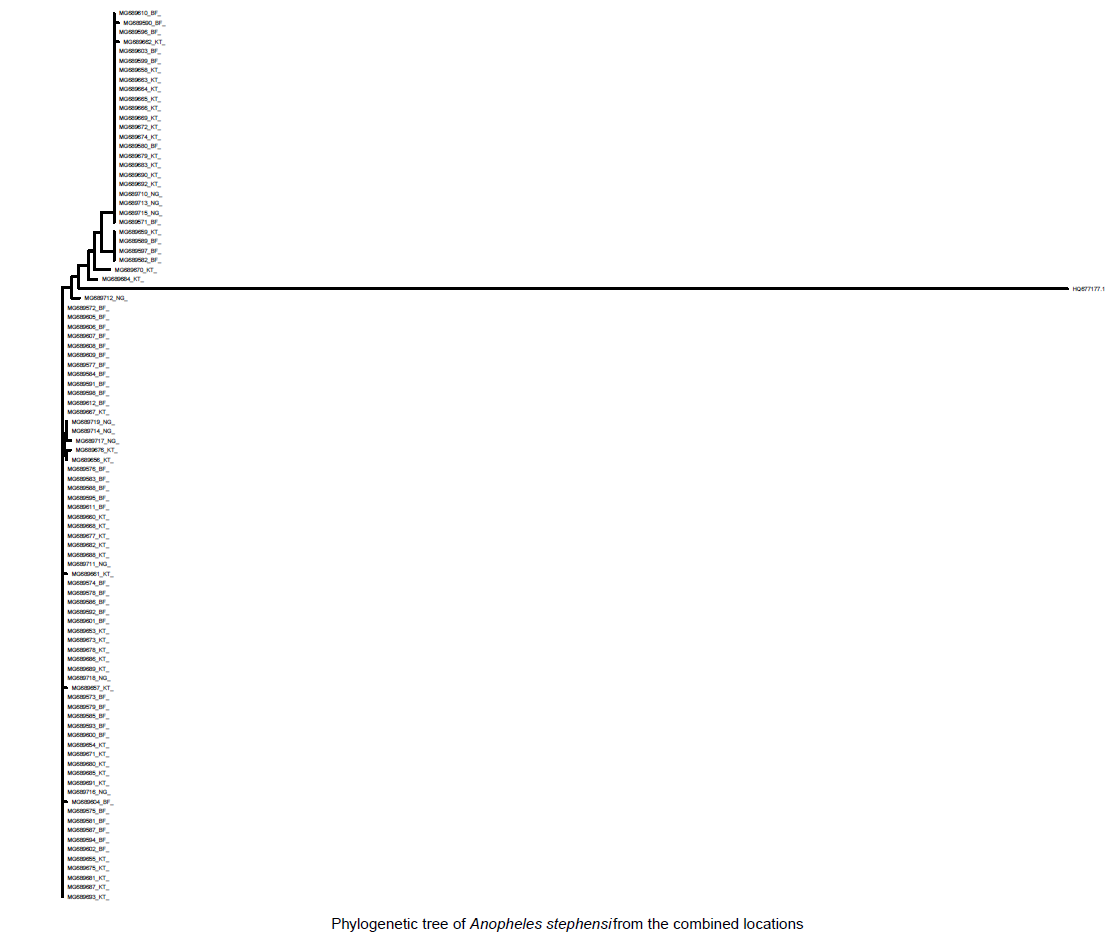 MG689610_BF_
MG689590_BF_
MG689596_BF_
MG689662_KT_
MG689603_BF_
MG689599_BF_
MG689658_KT_
MG689663_KT_
MG689664_KT_
MG689665_KT_
MG689666_KT_
MG689669_KT_
MG689672_KT_
MG689674_KT_
MG689580_BF_
MG689679_KT_
MG689683_KT_
MG689690_KT_
MG689692_KT_
MG689710_NG_
MG689713_NG_
MG689715_NG_
MG689571_BF_
MG689659_KT_
MG689589_BF_
MG689597_BF_
MG689582_BF_
MG689670_KT_
MG689684_KT_
HQ677177.1
MG689712_NG_
MG689572_BF_
MG689605_BF_
MG689606_BF_
MG689607_BF_
MG689608_BF_
MG689609_BF_
MG689577_BF_
MG689584_BF_
MG689591_BF_
MG689598_BF_
MG689612_BF_
MG689667_KT_
MG689719_NG_
MG689714_NG_
MG689717_NG_
MG689676_KT_
MG689656_KT_
MG689576_BF_
MG689583_BF_
MG689588_BF_
MG689595_BF_
MG689611_BF_
MG689660_KT_
MG689668_KT_
MG689677_KT_
MG689682_KT_
MG689688_KT_
MG689711_NG_
MG689661_KT_
MG689574_BF_
MG689578_BF_
MG689586_BF_
MG689592_BF_
MG689601_BF_
MG689653_KT_
MG689673_KT_
MG689678_KT_
MG689686_KT_
MG689689_KT_
MG689718_NG_
MG689657_KT_
MG689573_BF_
MG689579_BF_
MG689585_BF_
MG689593_BF_
MG689600_BF_
MG689654_KT_
MG689671_KT_
MG689680_KT_
MG689685_KT_
MG689691_KT_
MG689716_NG_
MG689604_BF_
MG689575_BF_
MG689581_BF_
MG689587_BF_
MG689594_BF_
MG689602_BF_
MG689655_KT_
MG689675_KT_
MG689681_KT_
MG689687_KT_
MG689693_KT_
Phylogenetic tree of Anopheles stephensi from the combined locations